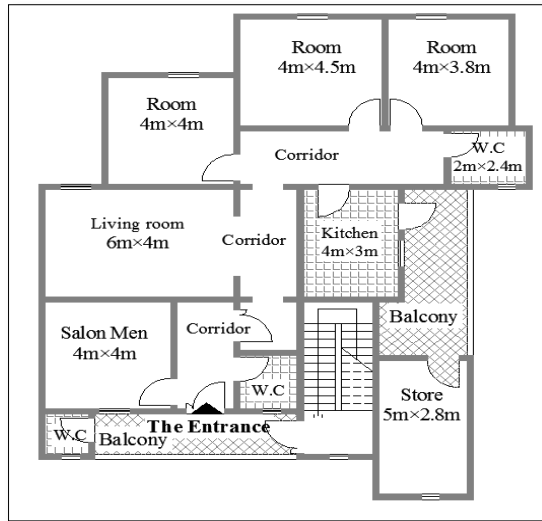 Room
4m×4.5m
Room
4m×3.8m
Room
4m×4m
Corridor
W.C
2m×2.4m
Living room
6m×4m
Corridor
Kitchen
4m×3m
Salon Men
4m×4m
Corridor
Balcony
W.C
Store
5m×2.8m
The Entrance
W.C
Balcony